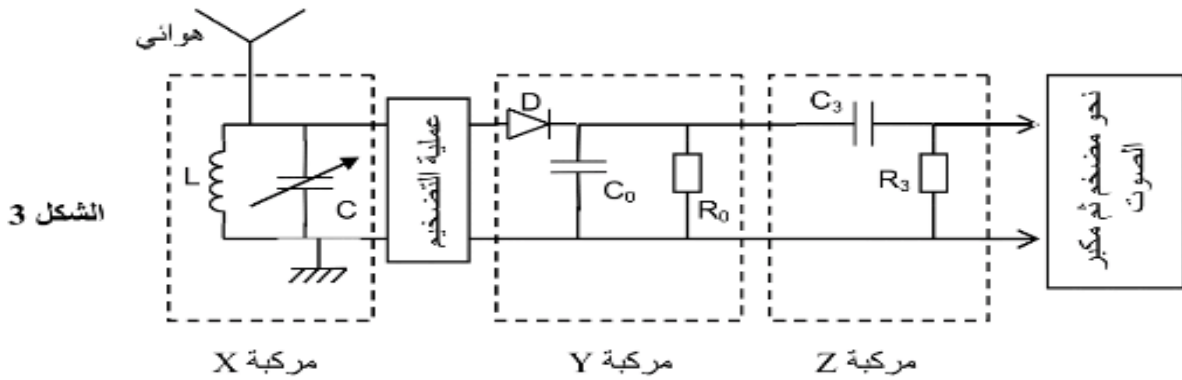 هوائي
D
C3
L
C
C0
R0
R3
عملية التضخيم
نحو مضخم ثم مكبر
الصوت
الشكل 3
مركبة X
مركبة Y
مركبة Z